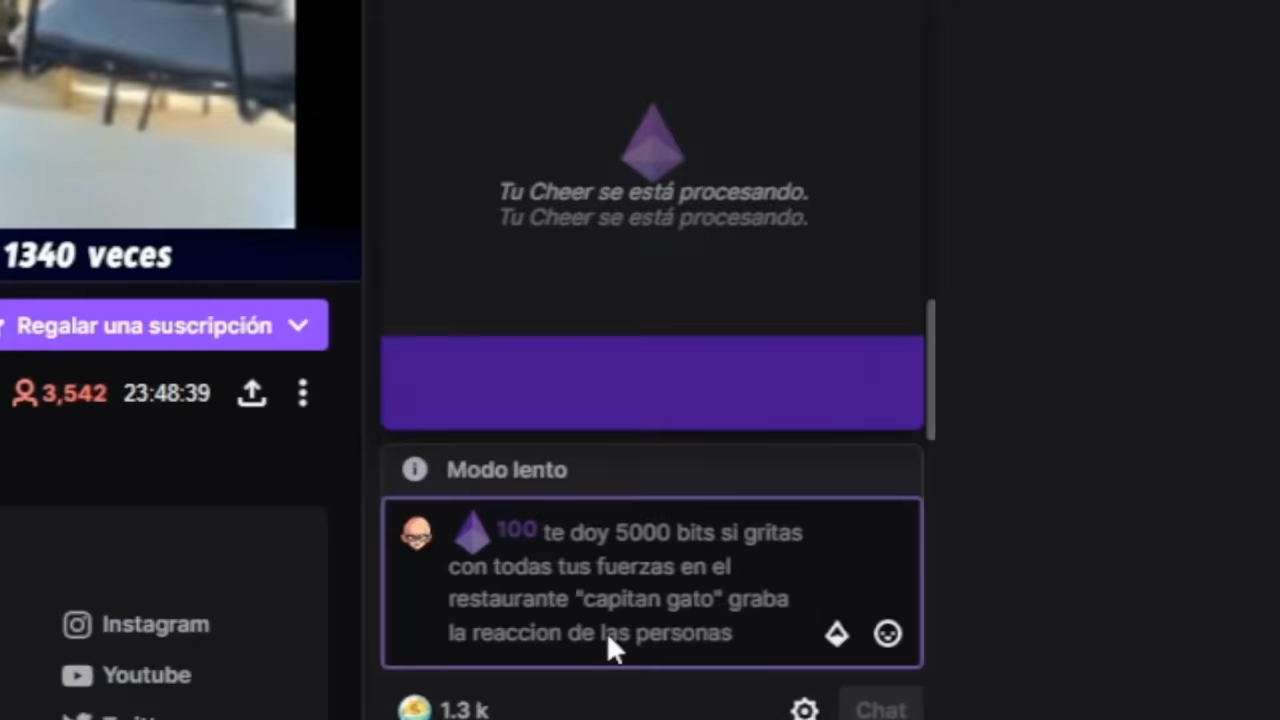 Tu Cheer se está procesando.
Tu Cheer se está procesando.
1340 veces
Regalar una suscripción
3,542 23:48:39
Modo lento
100 te doy 5000 bits si gritas
con todas tus fuerzas en el
restaurante "capitan gato" graba
la reaccion de las personas
Instagram
Youtube
1.3 k
Chat